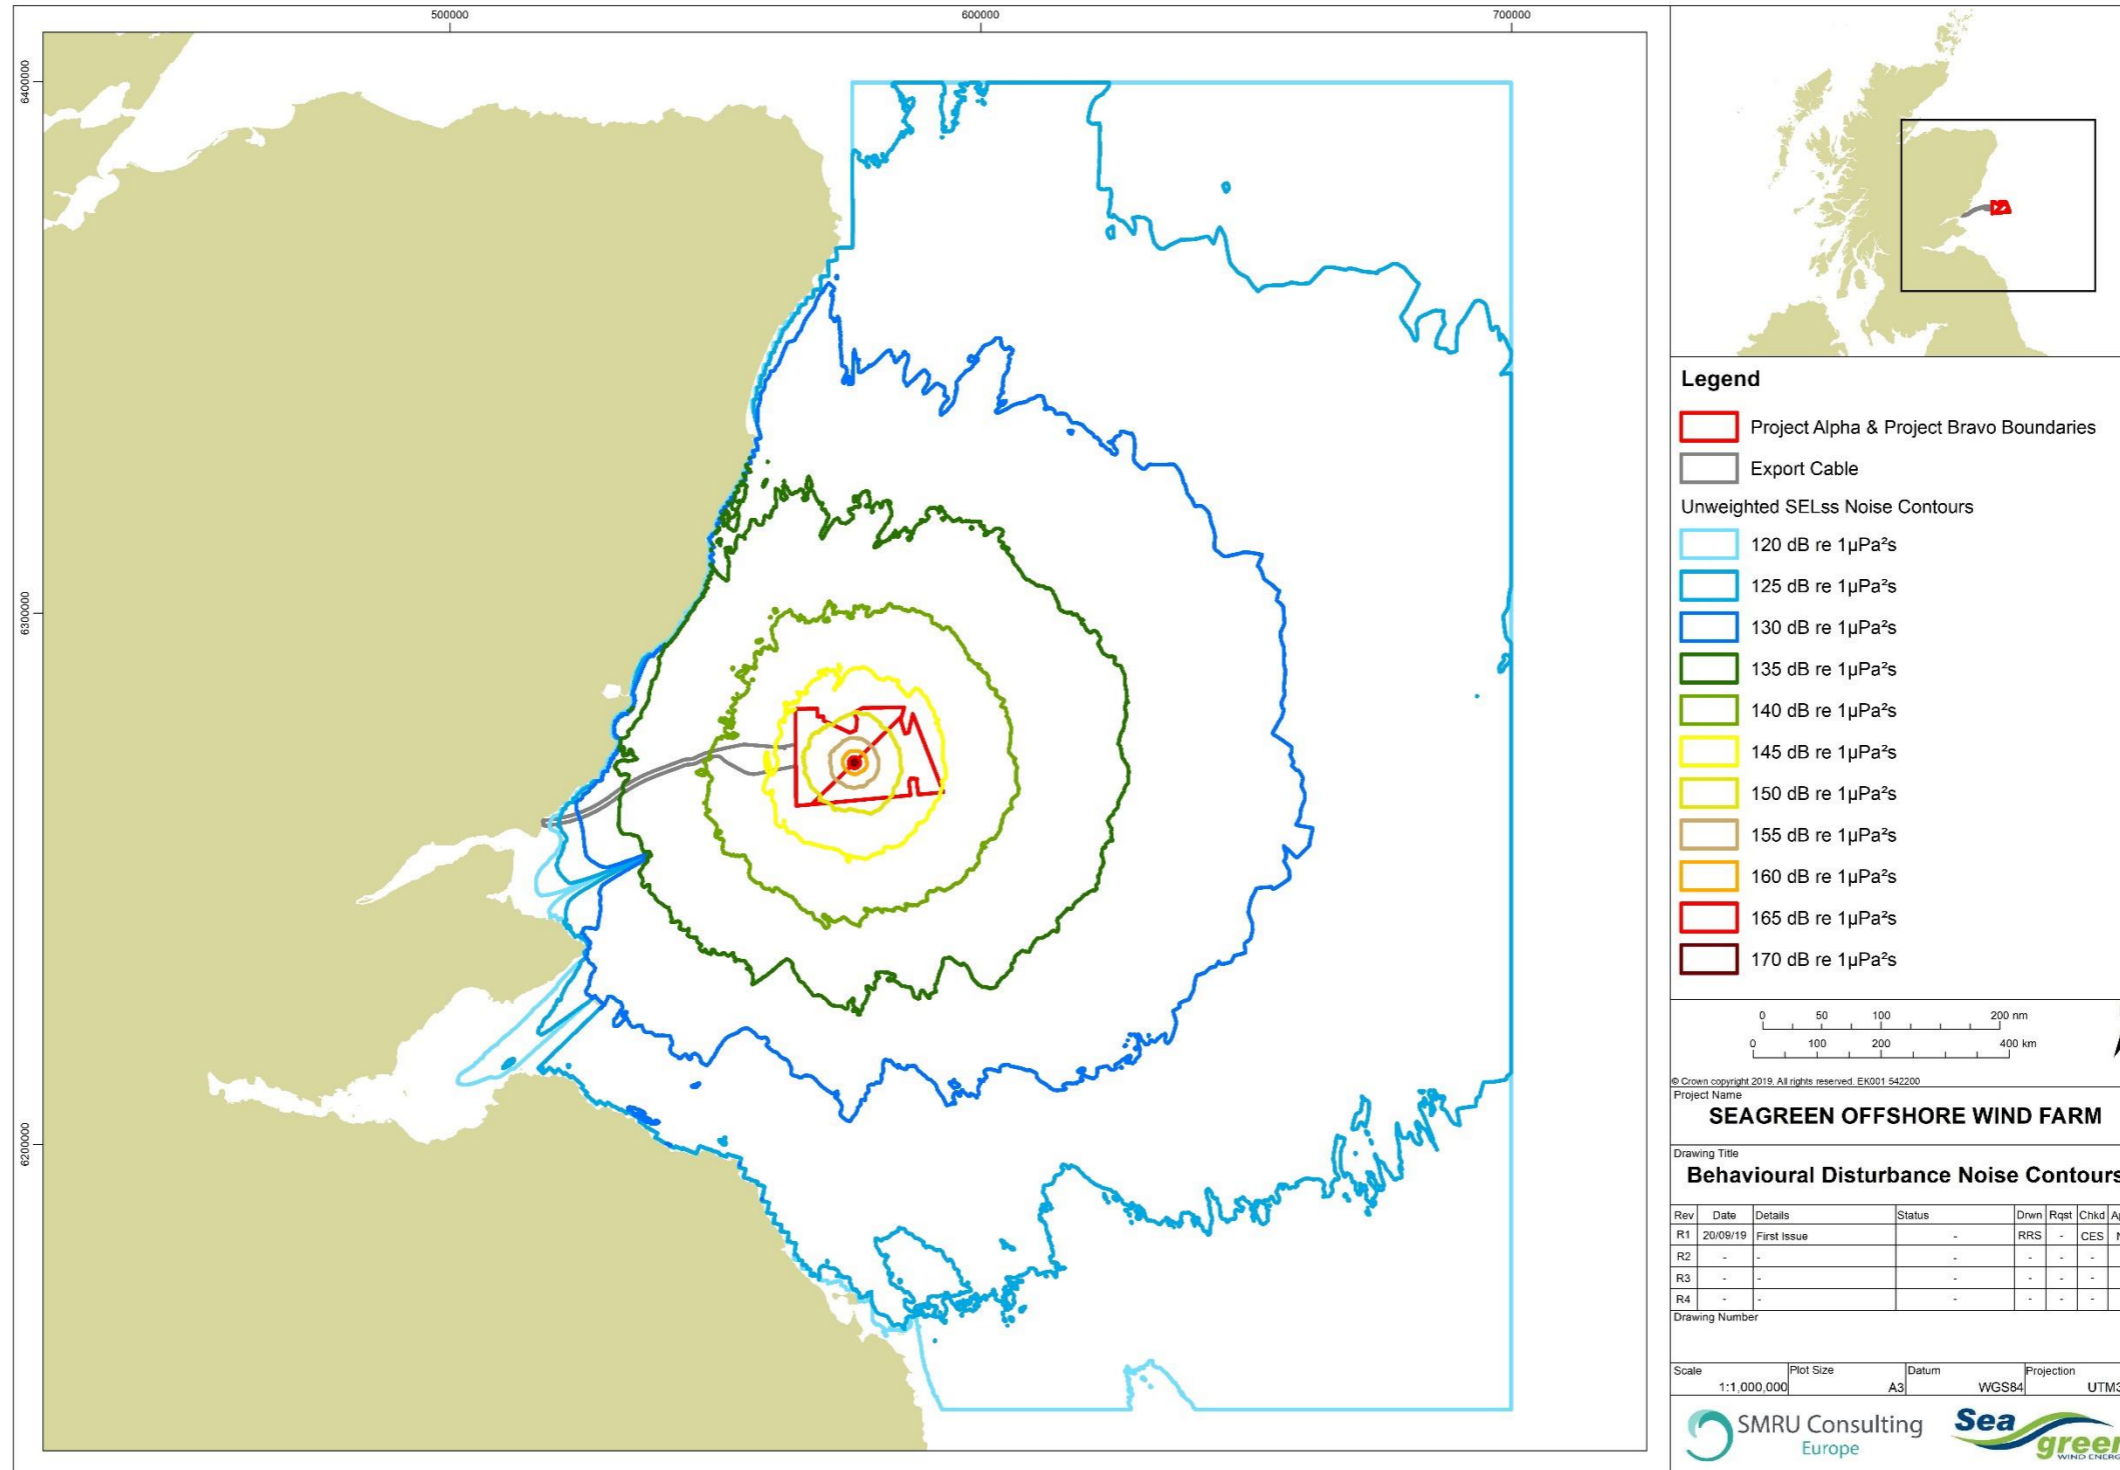 500000
600000
700000
6400000
6300000
6200000
Legend
Project Alpha & Project Bravo Boundaries
Export Cable
Unweighted SELss Noise Contours
120 dB re 1µPa²s
125 dB re 1µPa²s
130 dB re 1µPa²s
135 dB re 1µPa²s
140 dB re 1µPa²s
145 dB re 1µPa²s
150 dB re 1µPa²s
155 dB re 1µPa²s
160 dB re 1µPa²s
165 dB re 1µPa²s
170 dB re 1µPa²s
0 50 100 200 nm
0 100 200 400 km
© Crown copyright 2019. All rights reserved. EK001 542200
Project Name
SEAGREEN OFFSHORE WIND FARM
Drawing Title
Behavioural Disturbance Noise Contours
Rev Date Details Status Drwn Rqst Chkd
R1 20/09/19 First Issue - RRS - CES
R2 - - - - - -
R3 - - - - - -
R4 - - - - - -
Drawing Number
Scale Plot Size Datum Projection
1:1,000,000 A3 WGS84
SMRU Consulting
Europe
Sea
green
WIND ENERGY